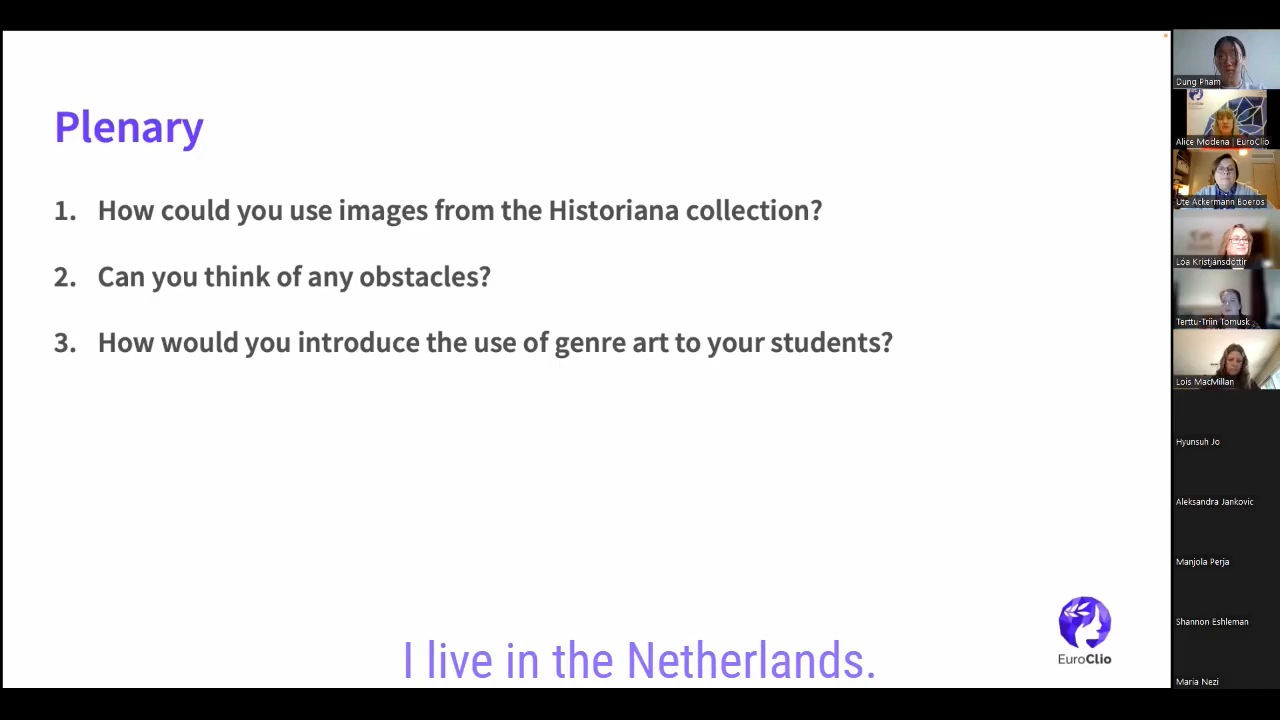 Plenary
1. How could you use images from the Historiana collection?
2. Can you think of any obstacles?
3. How would you introduce the use of genre art to your students?
EuroClio
I live in the Netherlands.
Dung Pham
Alice Modena | EuroClio
Ute Ackermann Boeros
Lóa Kristjánsdóttir
Terttu-Triin Tomusk
Lois MacMillan
Hyunsuh Jo
Aleksandra Jankovic
Manjola Perja
Shannon Eshleman
Maria Nezi